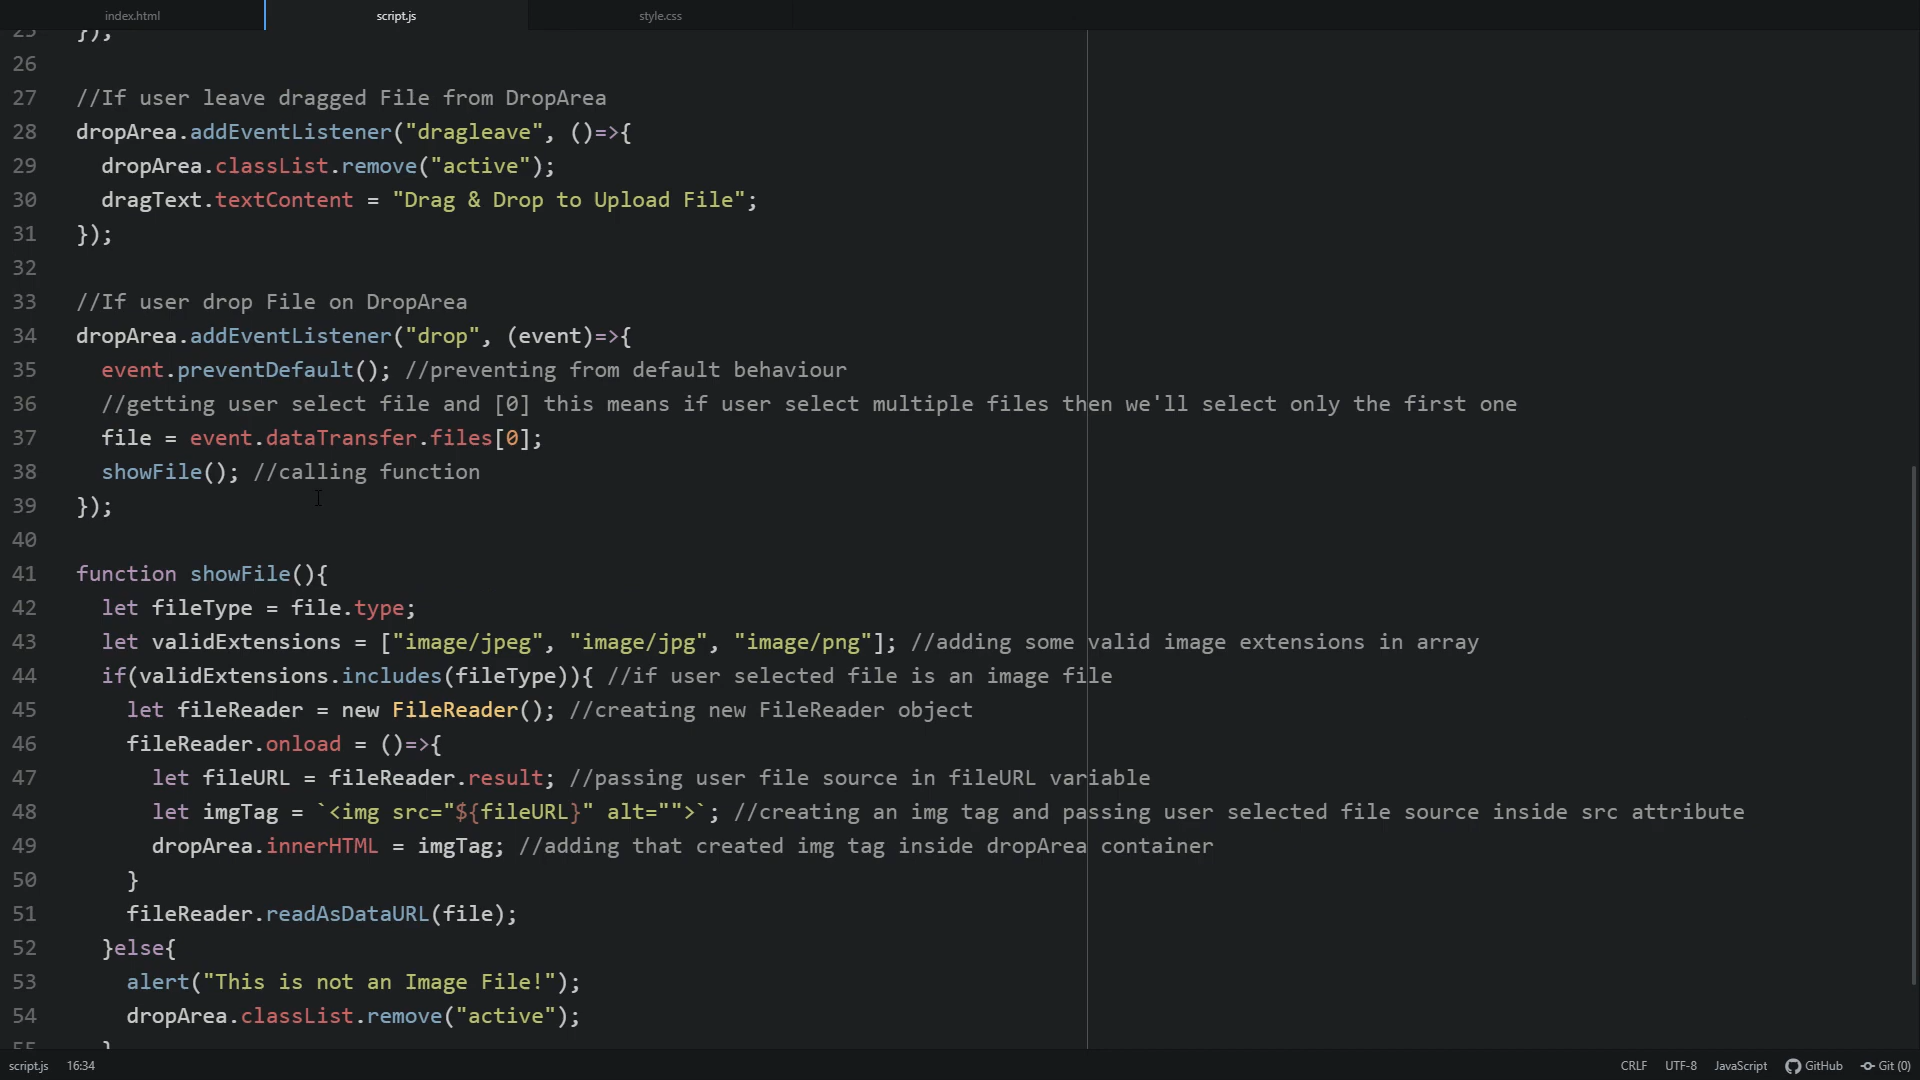 index.html script.js style.css
25 });
26
27 //If user leave dragged File from DropArea
28 dropArea.addEventListener("dragleave", ()=>{
29 dropArea.classList.remove("active");
30 dragText.textContent = "Drag & Drop to Upload File";
31 });
32
33 //If user drop File on DropArea
34 dropArea.addEventListener("drop", (event)=>{
35 event.preventDefault(); //preventing from default behaviour
36 //getting user select file and [0] this means if user select multiple files then we'll select only the first one
37 file = event.dataTransfer.files[0];
38 showFile(); //calling function
39 });
40
41 function showFile(){
42 let fileType = file.type;
43 let validExtensions = ["image/jpeg", "image/jpg", "image/png"]; //adding some valid image extensions in array
44 if(validExtensions.includes(fileType)){ //if user selected file is an image file
45 let fileReader = new FileReader(); //creating new FileReader object
46 fileReader.onload = ()=>{
47 let fileURL = fileReader.result; //passing user file source in fileURL variable
48 let imgTag = `<img src="${fileURL}" alt="">`; //creating an img tag and passing user selected file source inside src attribute
49 dropArea.innerHTML = imgTag; //adding that created img tag inside dropArea container
50 }
51 fileReader.readAsDataURL(file);
52 }else{
53 alert("This is not an Image File!");
54 dropArea.classList.remove("active");
55 }
script.js 16:34 CRLF UTF-8 JavaScript GitHub Git (0)